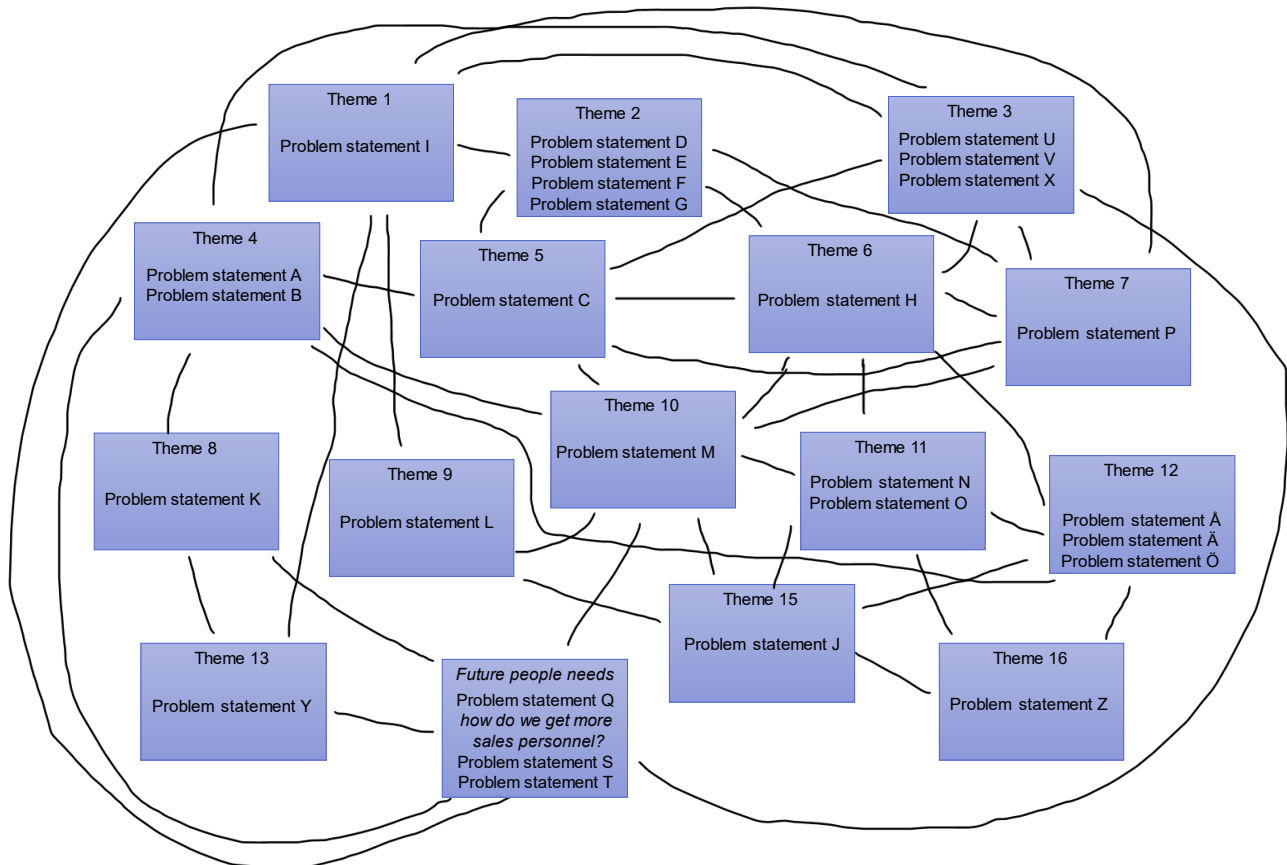 Theme 1
Problem statement I
Theme 2
Problem statement D
Problem statement E
Problem statement F
Problem statement G
Theme 3
Problem statement U
Problem statement V
Problem statement X
Theme 4
Problem statement A
Problem statement B
Theme 5
Problem statement C
Theme 6
Problem statement H
Theme 7
Problem statement P
Theme 8
Problem statement K
Theme 9
Problem statement L
Theme 10
Problem statement M
Theme 11
Problem statement N
Problem statement O
Theme 12
Problem statement Å
Problem statement Ä
Problem statement Ö
Theme 13
Problem statement Y
Future people needs
Problem statement Q
how do we get more
sales personnel?
Problem statement S
Problem statement T
Theme 15
Problem statement J
Theme 16
Problem statement Z